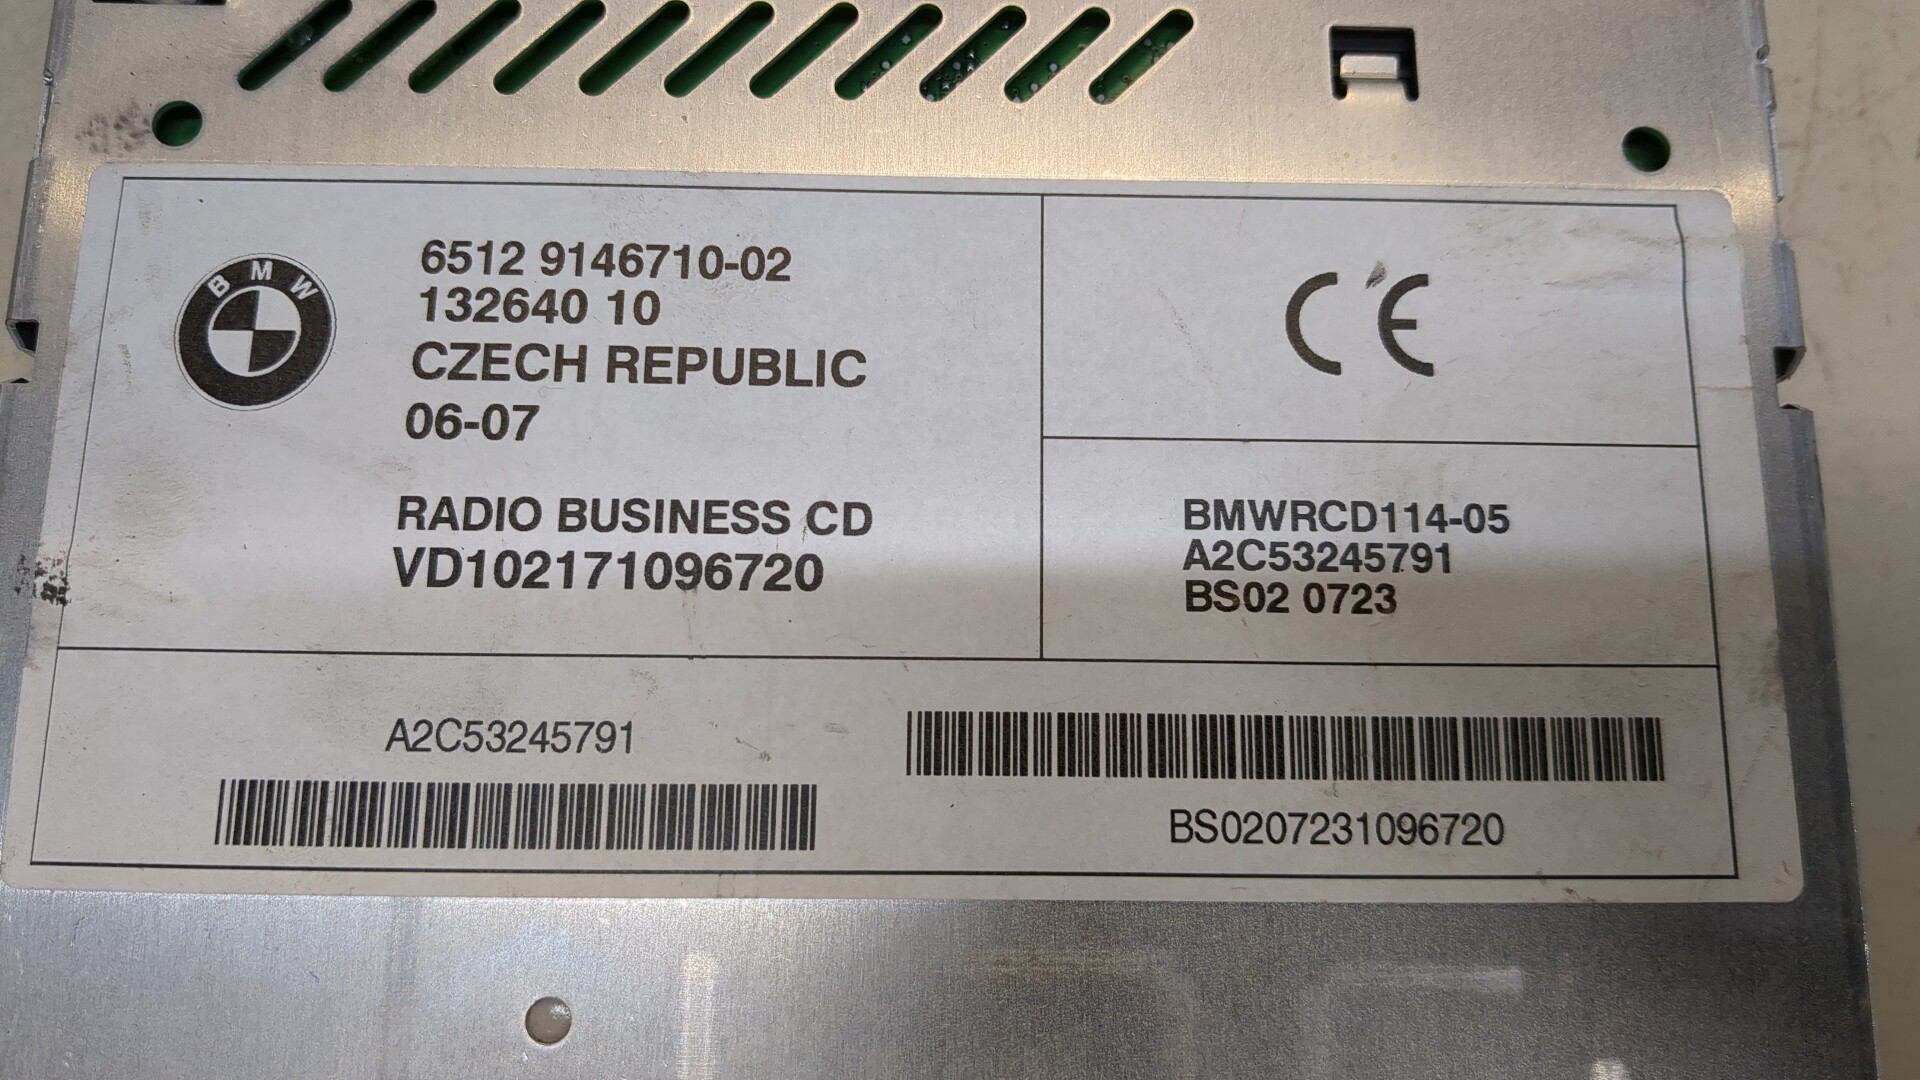 BMW
6512 9146710-02
132640 10
CZECH REPUBLIC
06-07
RADIO BUSINESS CD
VD102171096720
CE
BMWRCD114-05
A2C53245791
BS02 0723
A2C53245791
BS0207231096720